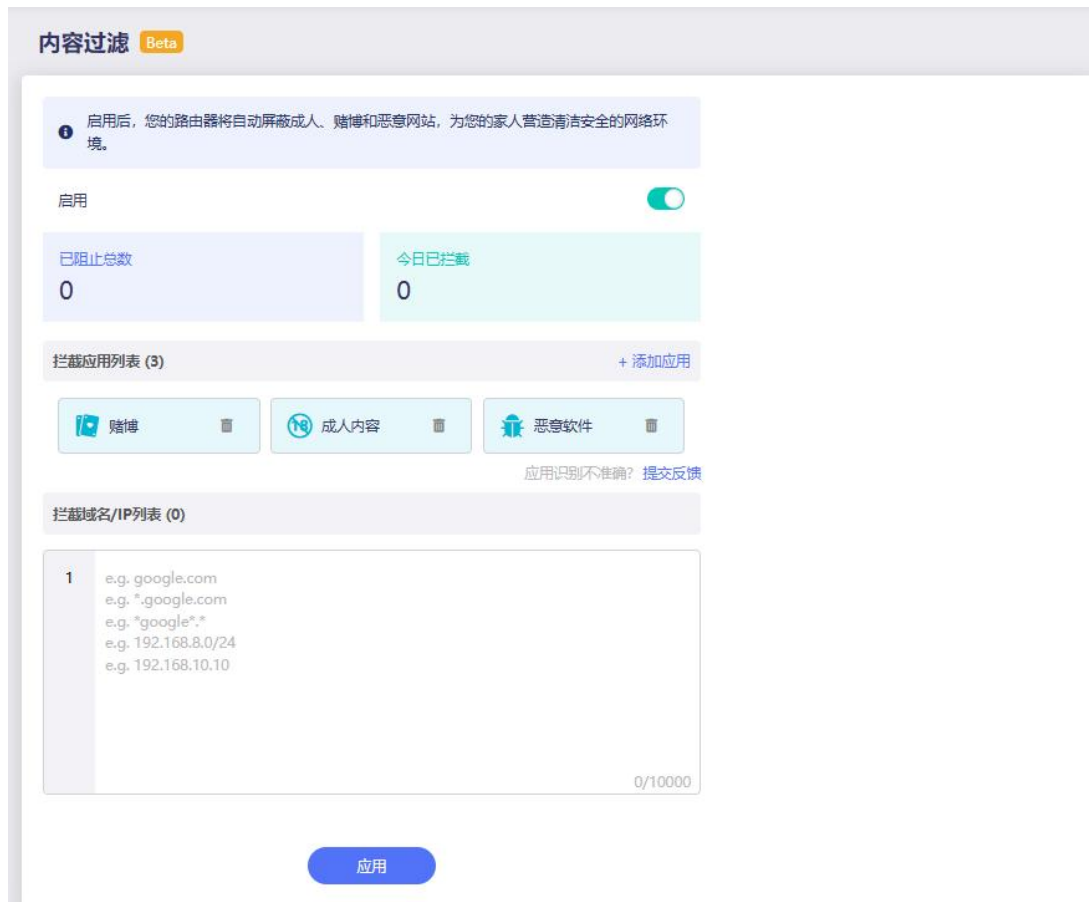 内容过滤 Beta
启用后，您的路由器将自动屏蔽成人、赌博和恶意网站，为您的家人营造清洁安全的网络环
境。
启用
已阻止总数
0
今日已拦截
0
拦截应用列表 (3)
+ 添加应用
赌博
18
成人内容
恶意软件
应用识别不准确? 提交反馈
拦截域名/IP列表 (0)
1
e.g. google.com
e.g. *.google.com
e.g. *google*.*
e.g. 192.168.8.0/24
e.g. 192.168.10.10
0/10000
应用